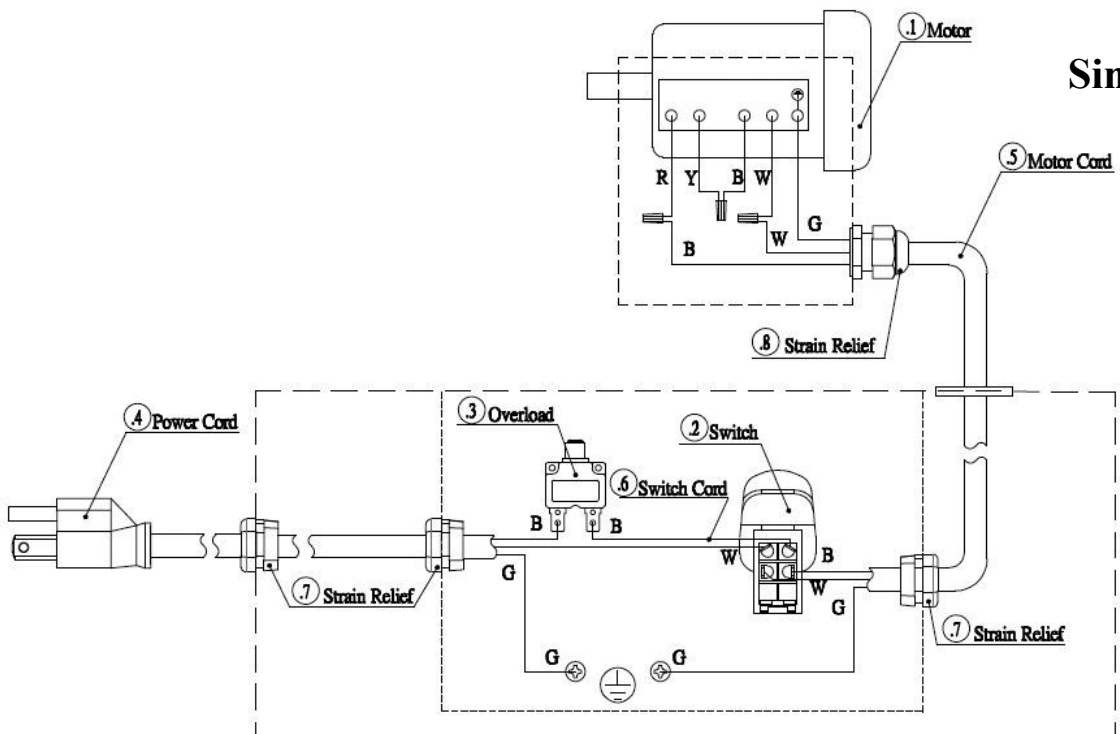 .1 Motor
Sin
R Y B W
.5 Motor Cord
G
W
B
.8 Strain Relief
.4 Power Cord
.3 Overload
.2 Switch
.6 Switch Cord
B B
W B
W
G
G
.7 Strain Relief
.7 Strain Relief
G G